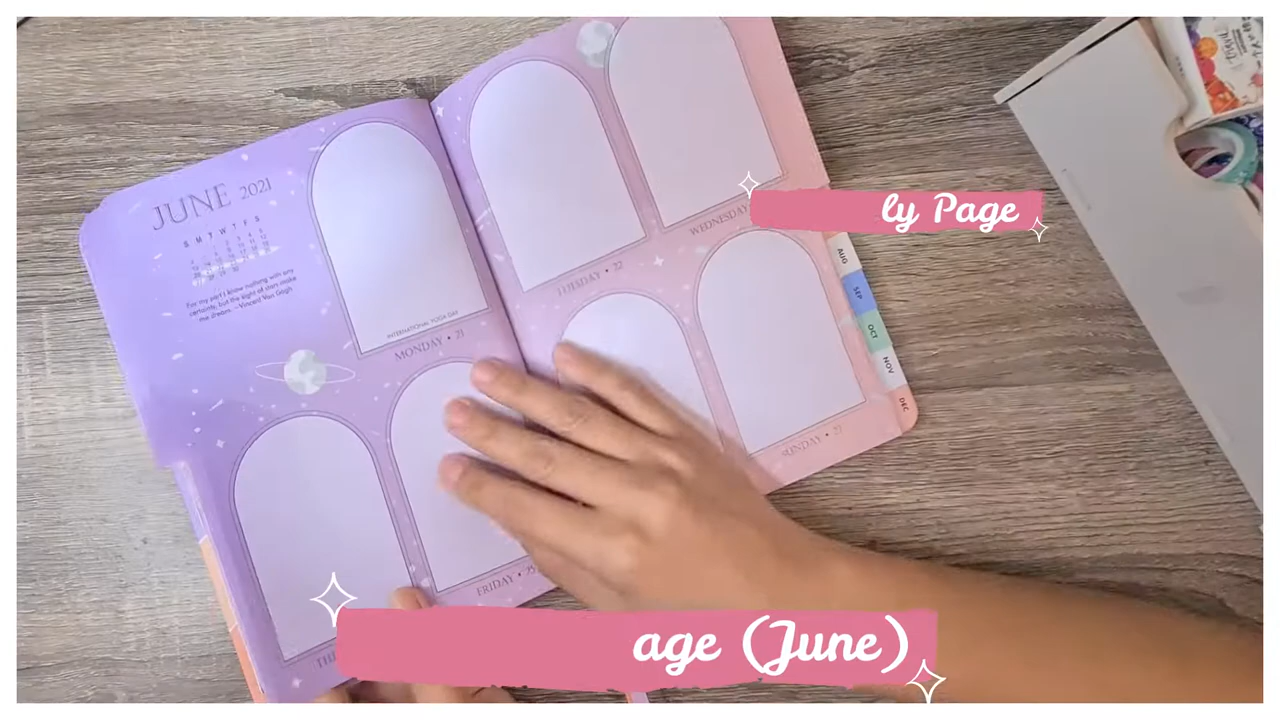 JUNE 2021
S M T W T F S
For my part I know nothing with any
certainty, but the sight of stars make
me dream. - Vincent Van Gogh
INTERNATIONAL YOGA DAY
MONDAY • 21
TUESDAY • 22
WEDNESDAY
FRIDAY •
SUNDAY • 27
AUG
SEP
OCT
NOV
DEC
ly Page
age (June)